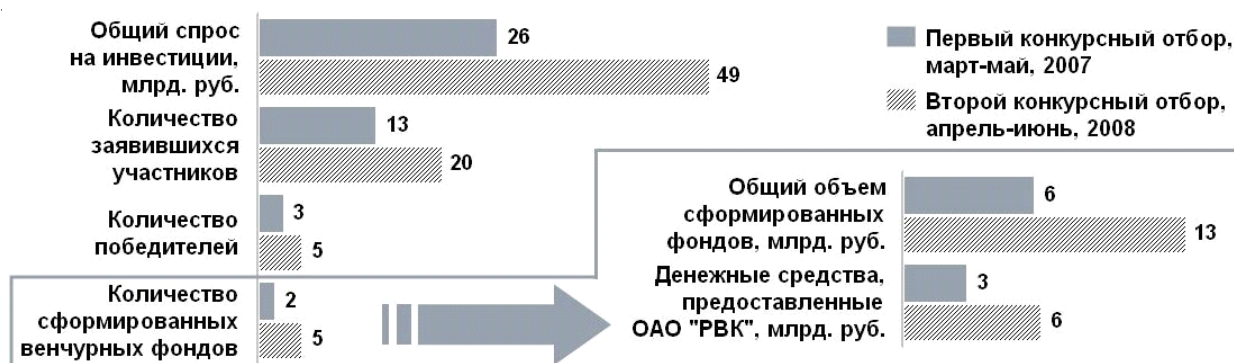 Общий спрос
на инвестиции,
млрд. руб.
26
49
Первый конкурсный отбор,
март-май, 2007
Второй конкурсный отбор,
апрель-июнь, 2008
Количество
заявившихся
участников
13
20
Количество
победителей
3
5
Количество
сформированных
венчурных фондов
2
5
Общий объем
сформированных
фондов, млрд. руб.
6
13
Денежные средства,
предоставленные
ОАО "РВК", млрд. руб.
3
6